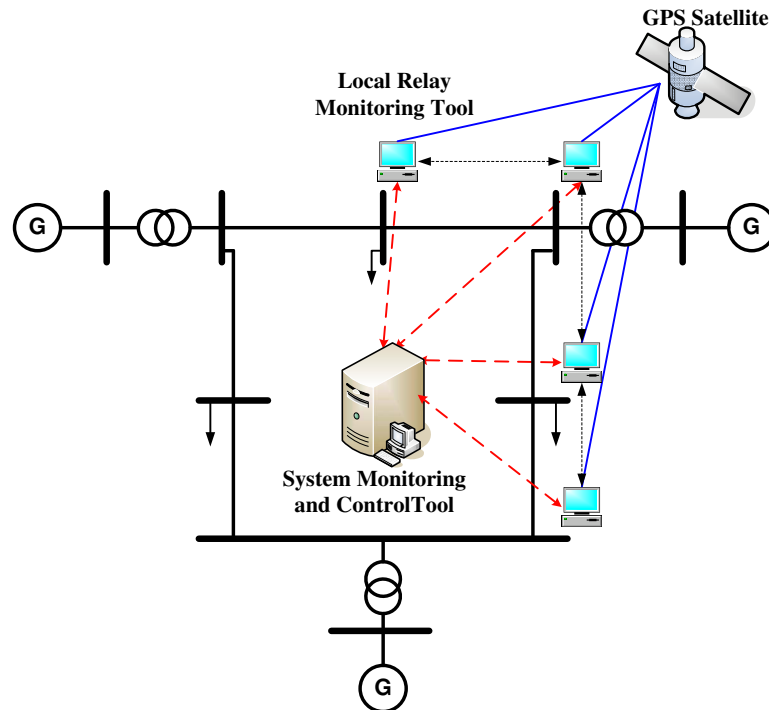 GPS Satellite
Local Relay
Monitoring Tool
G
G
System Monitoring
and ControlTool
G